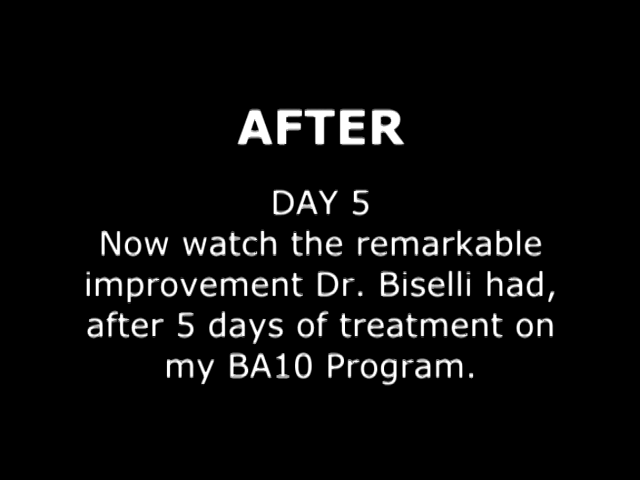 AFTER
DAY 5
Now watch the remarkable
improvement Dr. Biselli had,
after 5 days of treatment on
my BA10 Program.